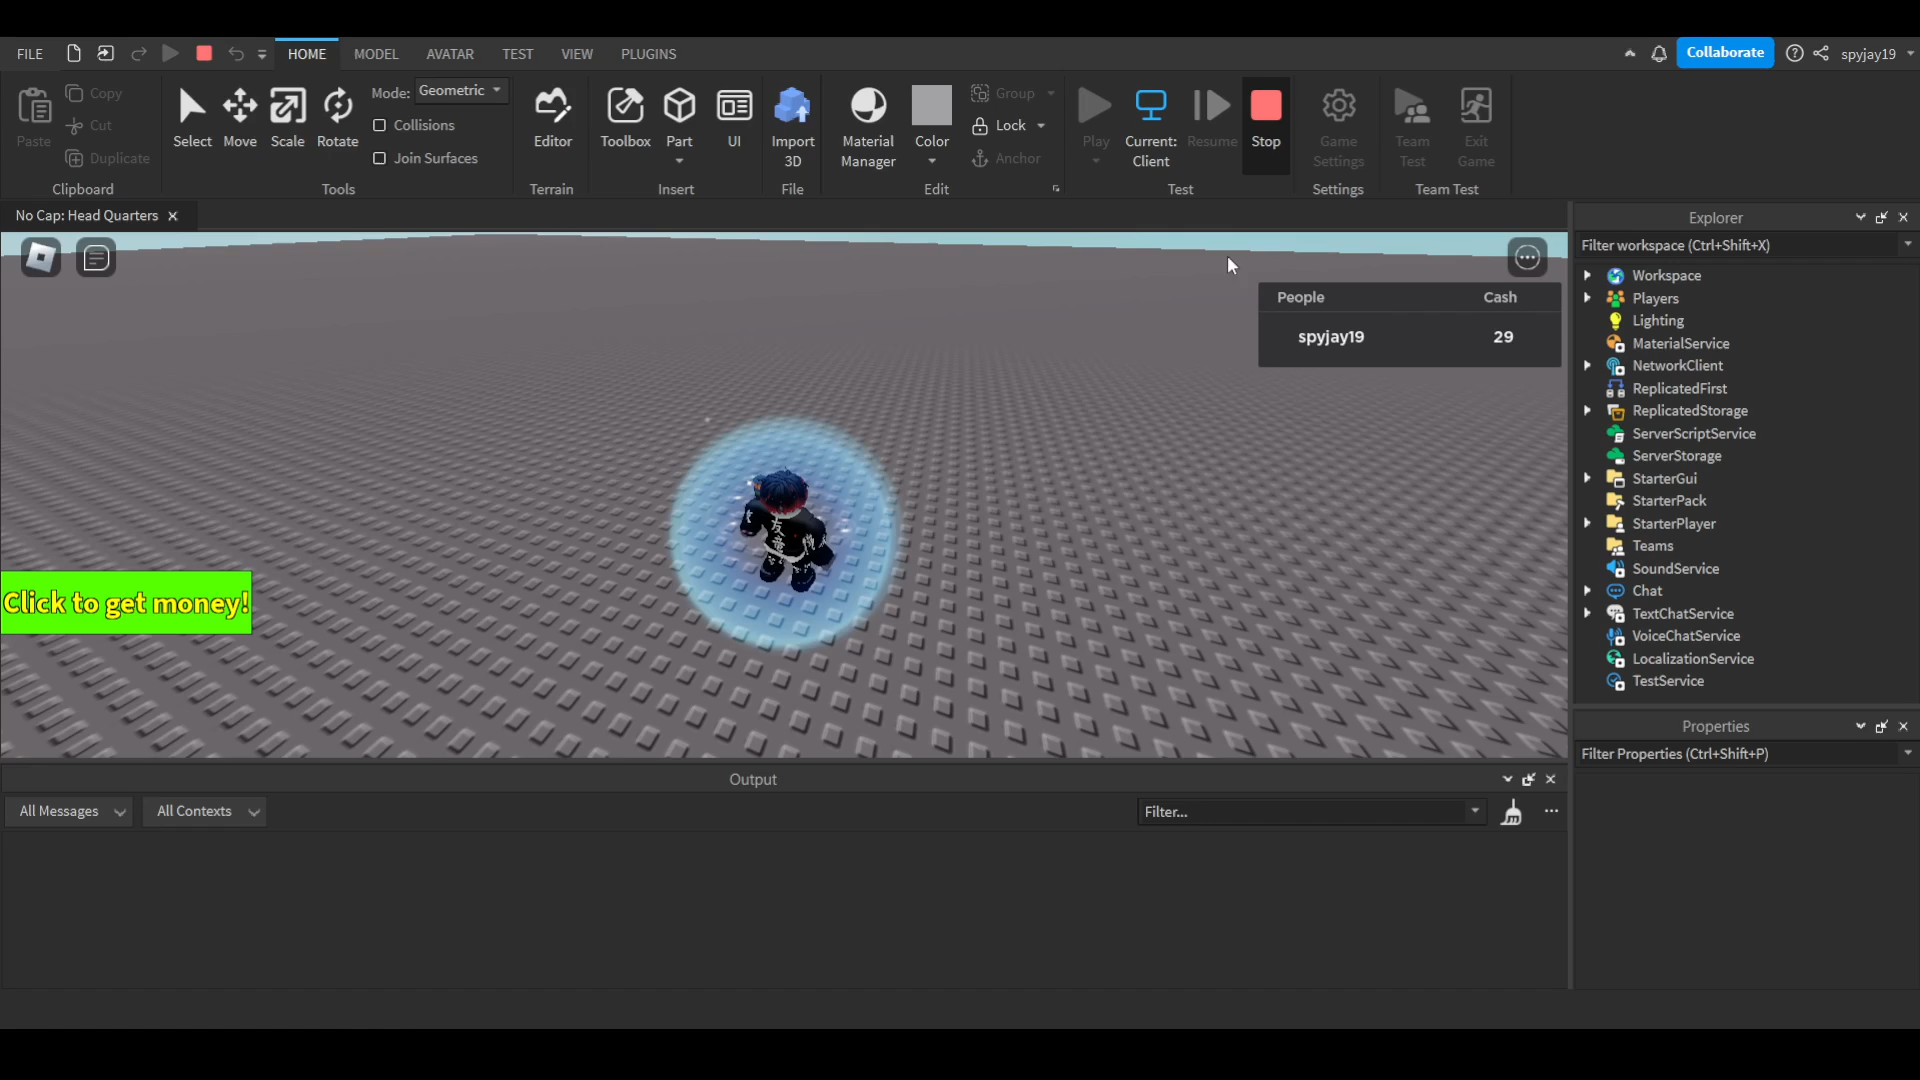 FILE HOME MODEL AVATAR TEST VIEW PLUGINS Collaborate spyjay19
Paste Copy Cut Duplicate
Clipboard
Select Move Scale Rotate
Mode: Geometric
Collisions
Join Surfaces
Tools
Editor
Terrain
Toolbox Part UI
Insert
Import
3D
File
Material
Manager
Color
Group
Lock
Anchor
Edit
Play
Current:
Client
Resume
Stop
Test
Game
Settings
Settings
Team
Test
Exit
Game
Team Test
No Cap: Head Quarters
People Cash
spyjay19 29
Click to get money!
Explorer
Filter workspace (Ctrl+Shift+X)
Workspace
Players
Lighting
MaterialService
NetworkClient
ReplicatedFirst
ReplicatedStorage
ServerScriptService
ServerStorage
StarterGui
StarterPack
StarterPlayer
Teams
SoundService
Chat
TextChatService
VoiceChatService
LocalizationService
TestService
Properties
Filter Properties (Ctrl+Shift+P)
Output
All Messages All Contexts Filter...